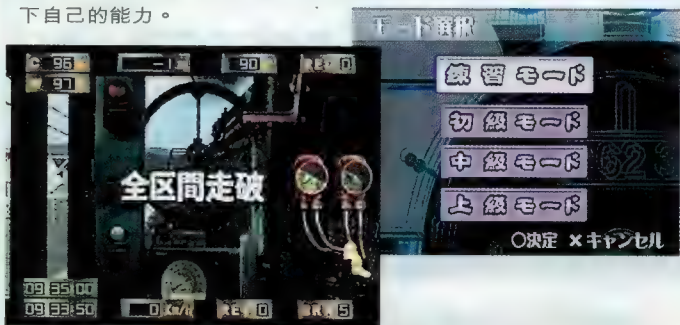 下自己的能力。
モード選択
練習モード
初級モード
中級モード
上級モード
○決定 ×キャンセル
96
97
90
全区間走破
09 35 00
09 33 50
0 Km/h